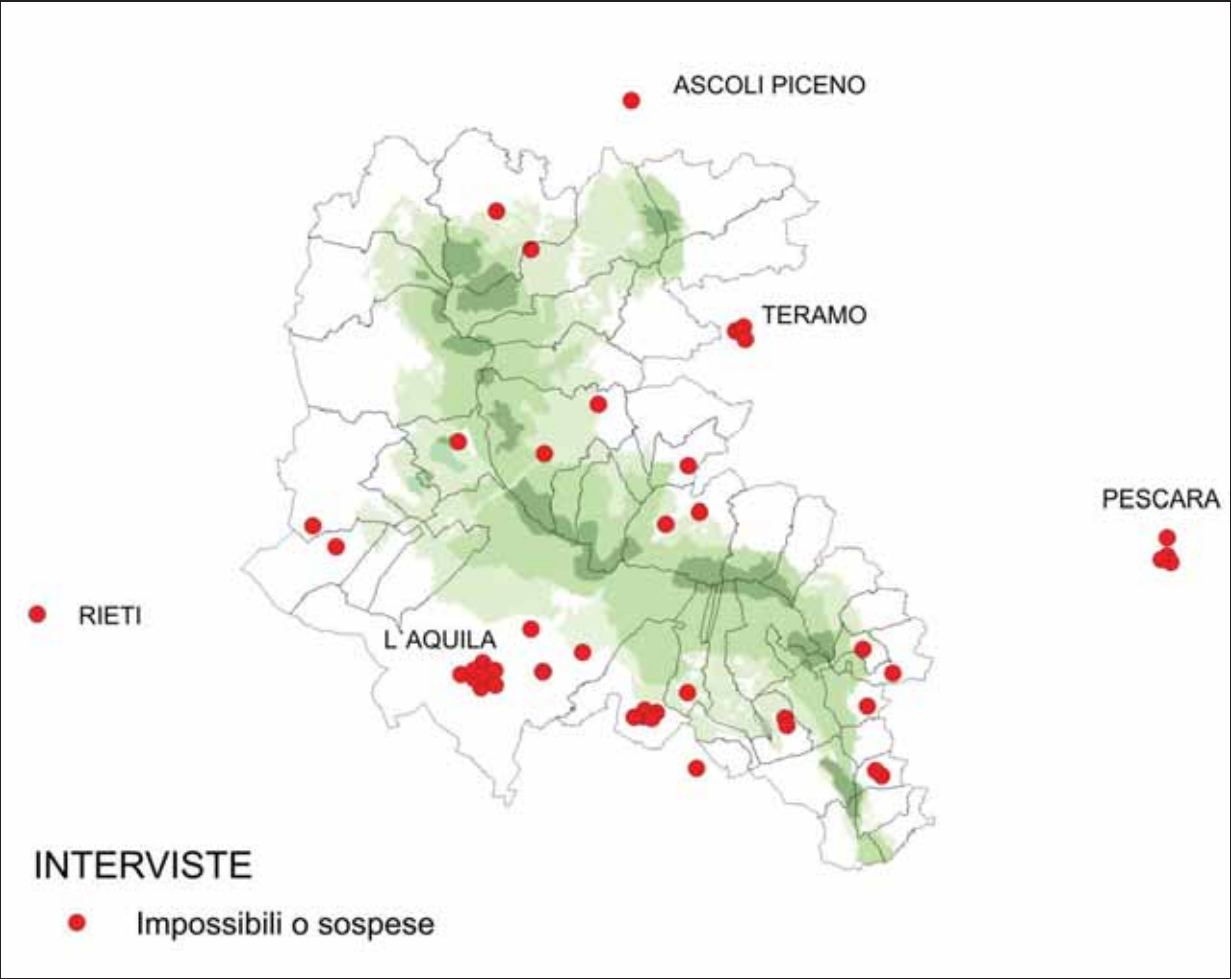 ASCOLI PICENO
TERAMO
PESCARA
RIETI
L`AQUILA
INTERVISTE
Impossibili o sospese